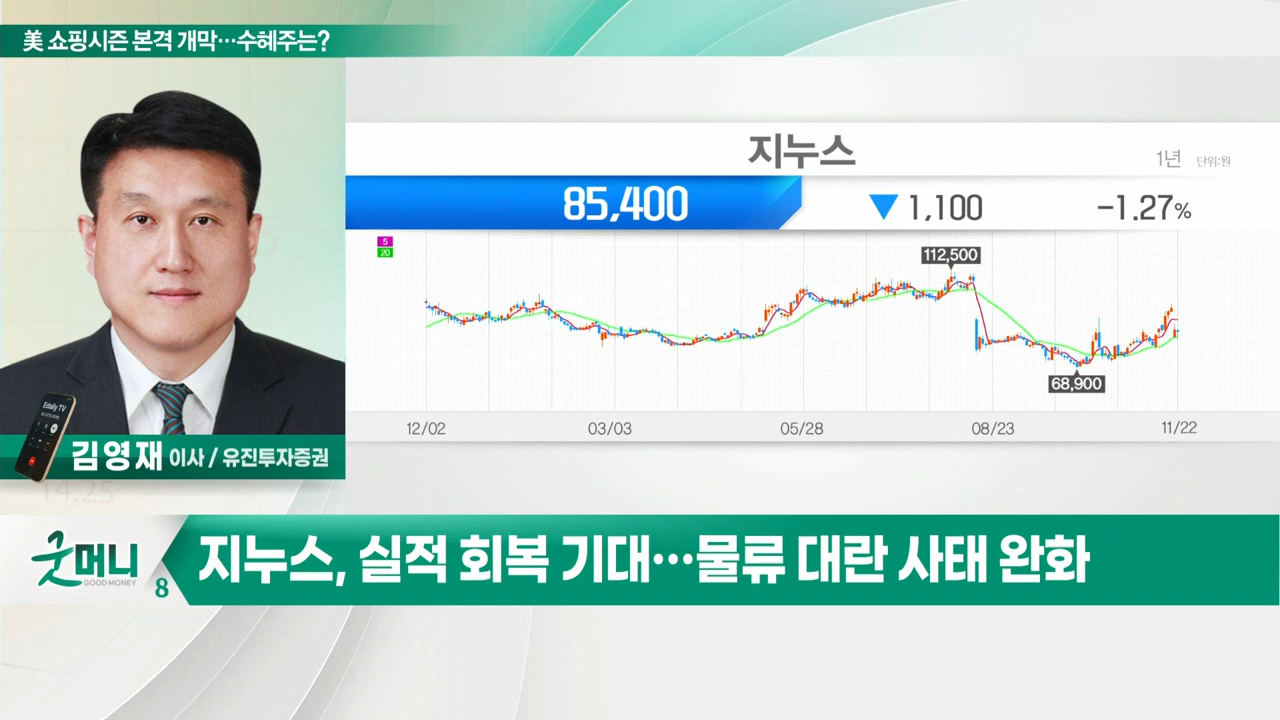 美 쇼핑시즌 본격 개막…수혜주는?
지누스
1년 단위:원
85,400 ▼ 1,100 -1.27%
5
20
112,500
68,900
12/02 03/03 05/28 08/23 11/22
Edaily TV
김영재 이사 / 유진투자증권
14.25
굿머니
GOOD MONEY
8
지누스, 실적 회복 기대…물류 대란 사태 완화